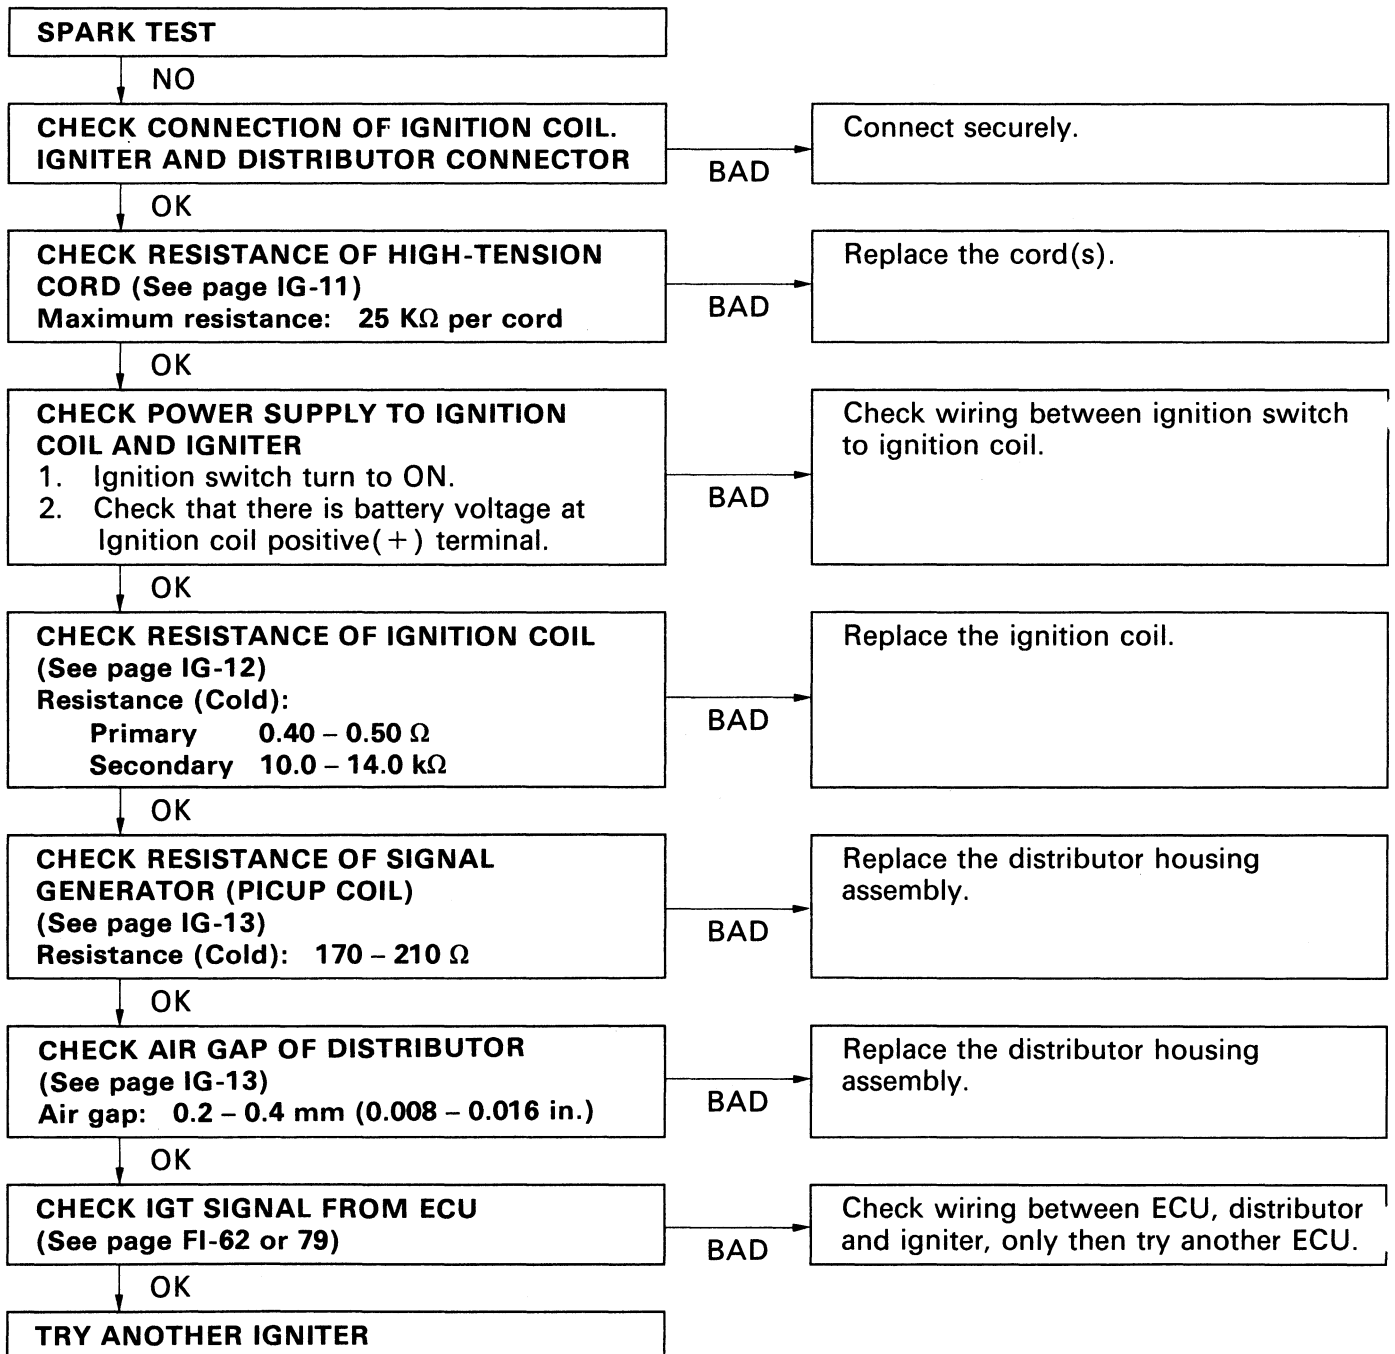 SPARK TEST
NO
CHECK CONNECTION OF IGNITION COIL.
IGNITER AND DISTRIBUTOR CONNECTOR
BAD
Connect securely.
OK
CHECK RESISTANCE OF HIGH-TENSION
CORD (See page IG-11)
Maximum resistance: 25 KΩ per cord
BAD
Replace the cord(s).
OK
CHECK POWER SUPPLY TO IGNITION
COIL AND IGNITER
1. Ignition switch turn to ON.
2. Check that there is battery voltage at
Ignition coil positive(+) terminal.
BAD
Check wiring between ignition switch
to ignition coil.
OK
CHECK RESISTANCE OF IGNITION COIL
(See page IG-12)
Resistance (Cold):
Primary 0.40 – 0.50 Ω
Secondary 10.0 – 14.0 kΩ
BAD
Replace the ignition coil.
OK
CHECK RESISTANCE OF SIGNAL
GENERATOR (PICUP COIL)
(See page IG-13)
Resistance (Cold): 170 – 210 Ω
BAD
Replace the distributor housing
assembly.
OK
CHECK AIR GAP OF DISTRIBUTOR
(See page IG-13)
Air gap: 0.2 – 0.4 mm (0.008 – 0.016 in.)
BAD
Replace the distributor housing
assembly.
OK
CHECK IGT SIGNAL FROM ECU
(See page FI-62 or 79)
BAD
Check wiring between ECU, distributor
and igniter, only then try another ECU.
OK
TRY ANOTHER IGNITER